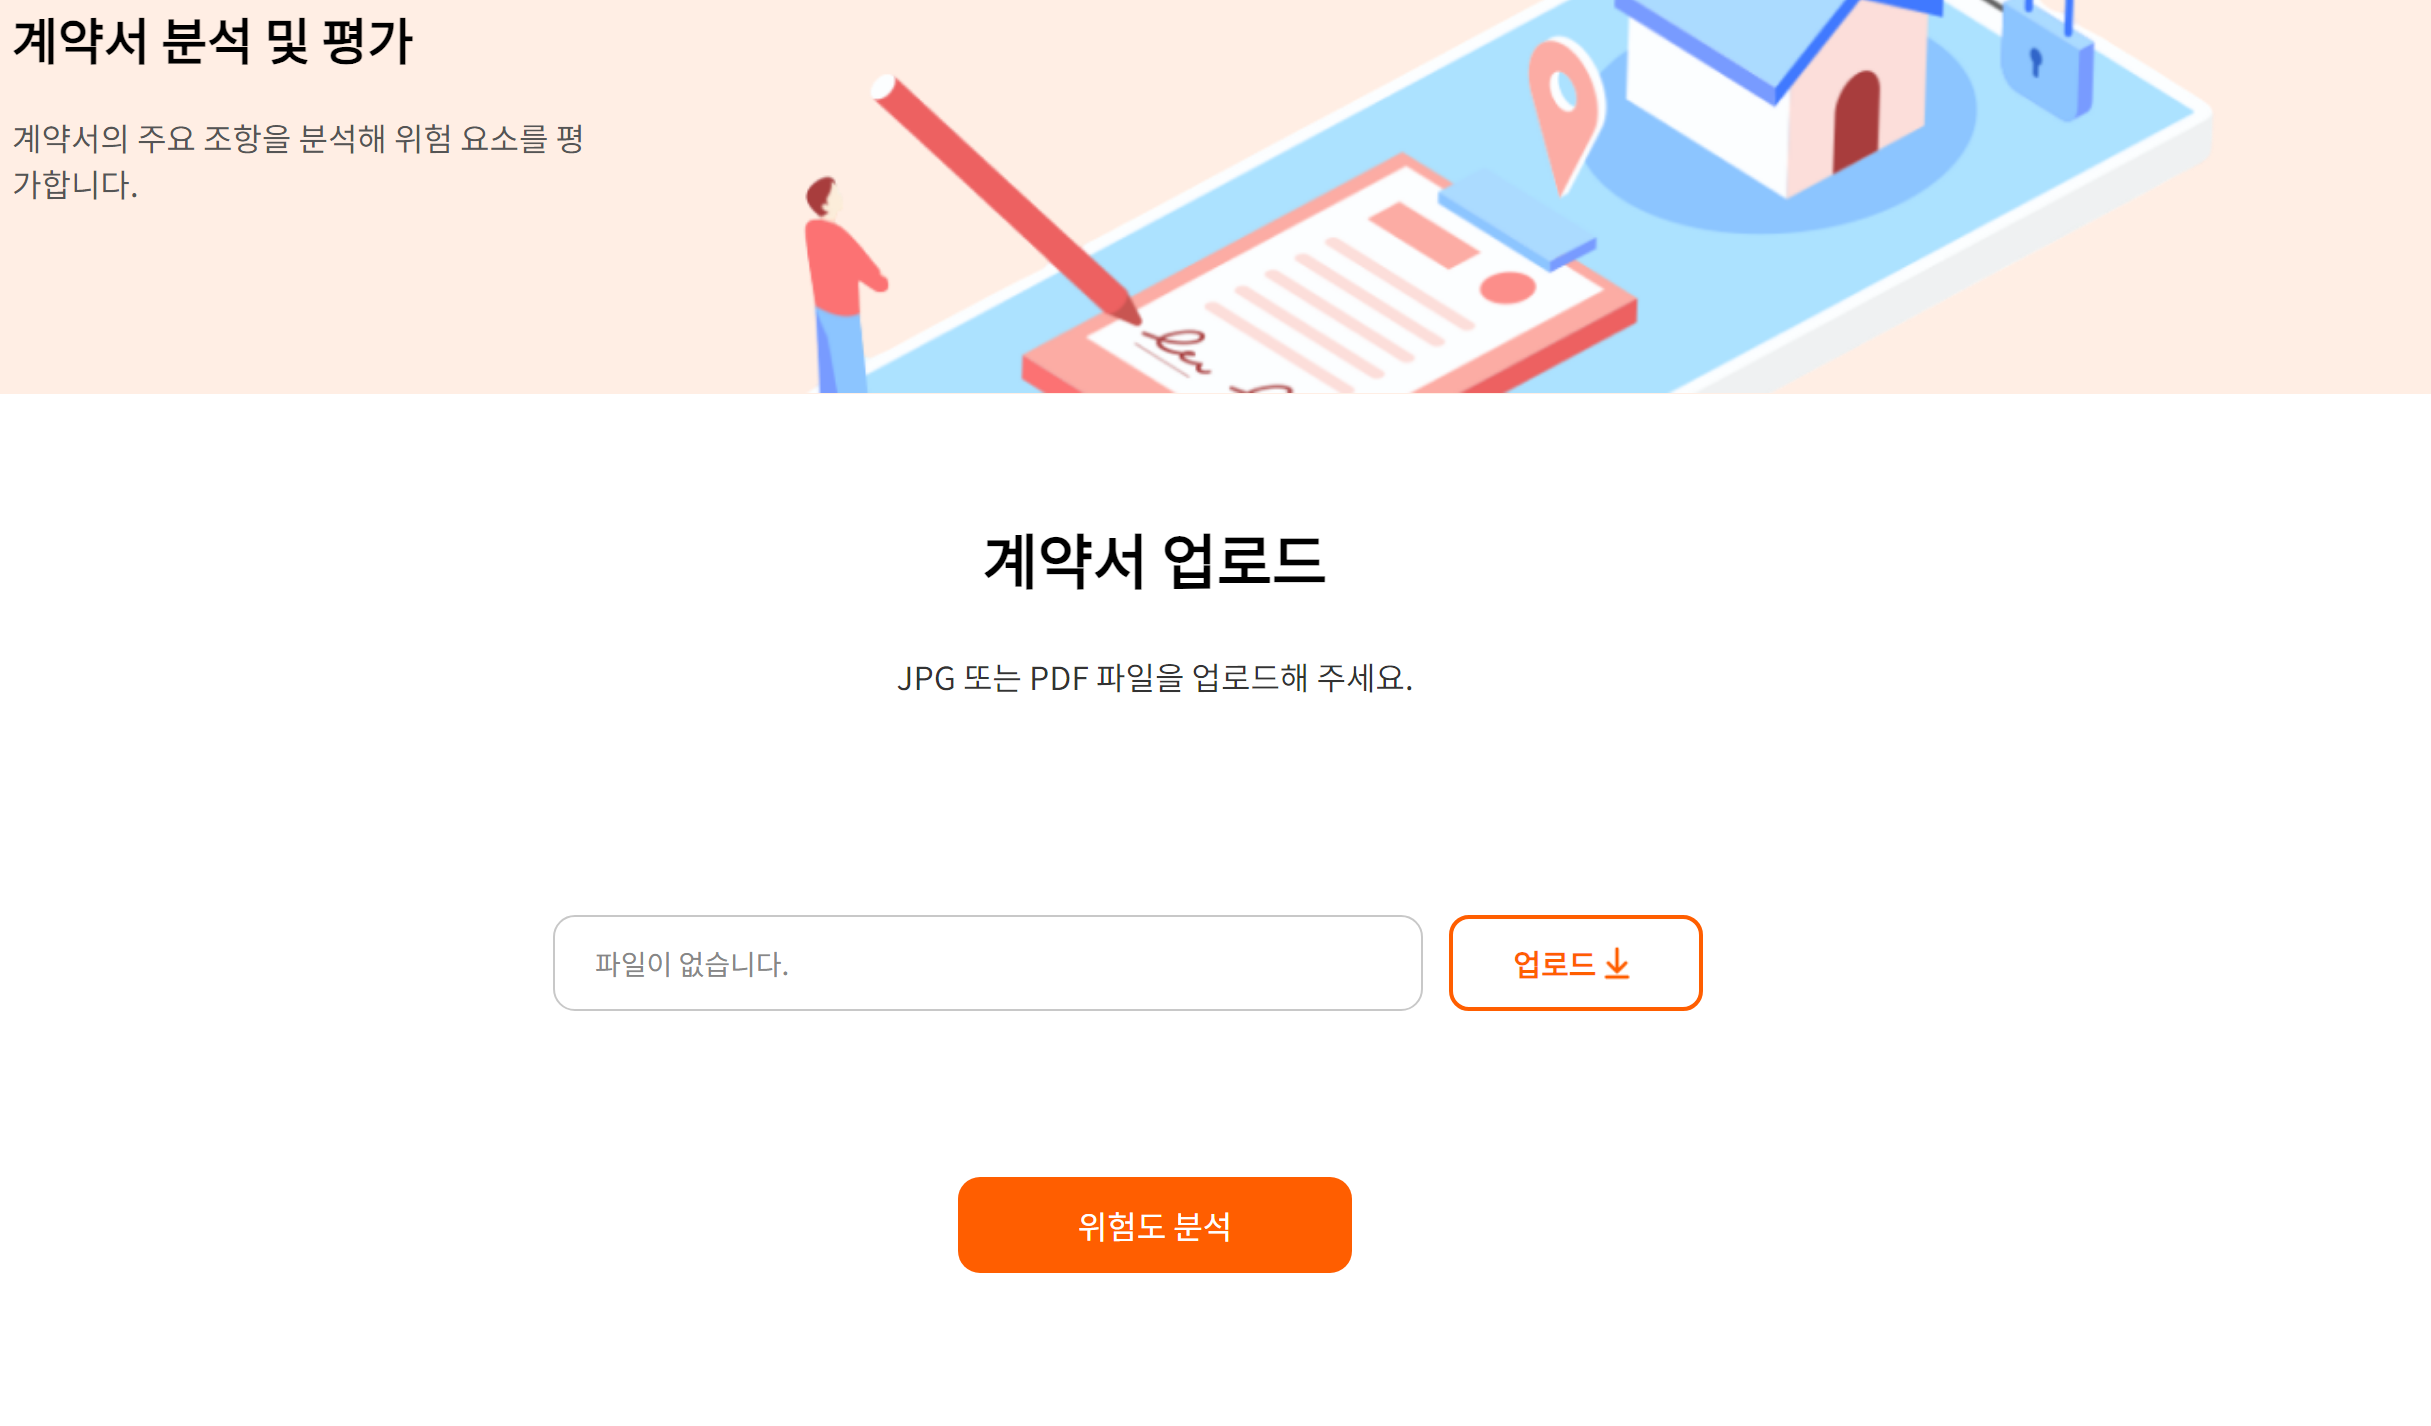 계약서 분석 및 평가
계약서의 주요 조항을 분석해 위험 요소를 평
가합니다.
계약서 업로드
JPG 또는 PDF 파일을 업로드해 주세요.
파일이 없습니다.
업로드
위험도 분석